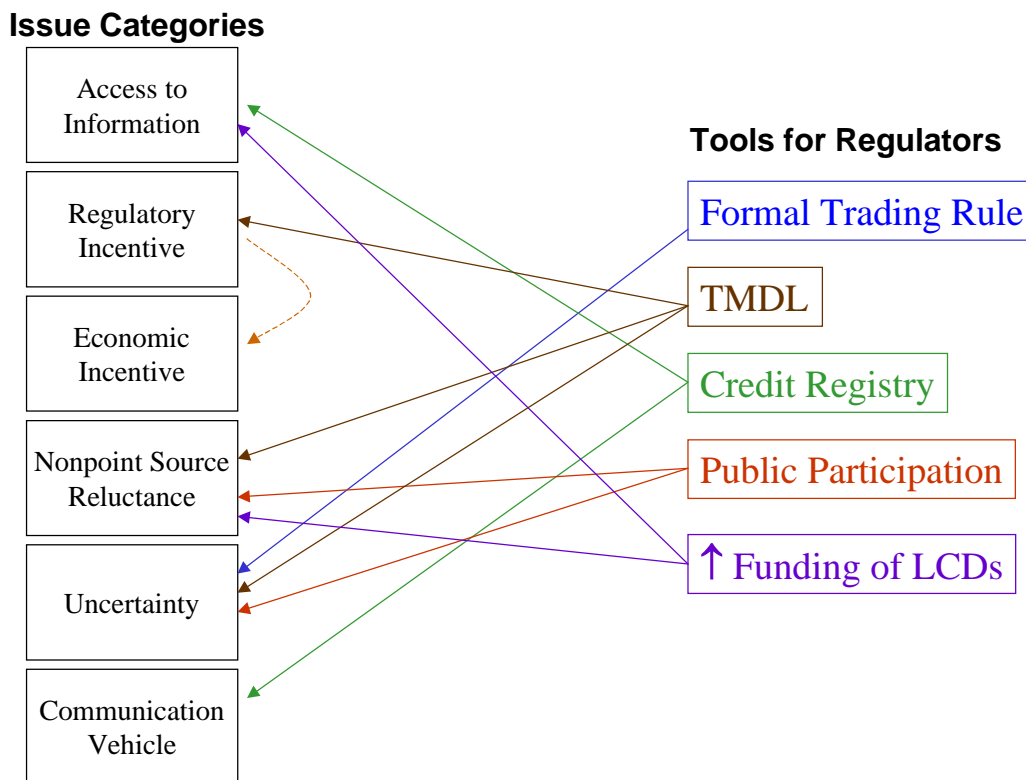 Issue Categories
Access to
Information
Regulatory
Incentive
Economic
Incentive
Nonpoint Source
Reluctance
Uncertainty
Communication
Vehicle
Tools for Regulators
Formal Trading Rule
TMDL
Credit Registry
Public Participation
↑ Funding of LCDs